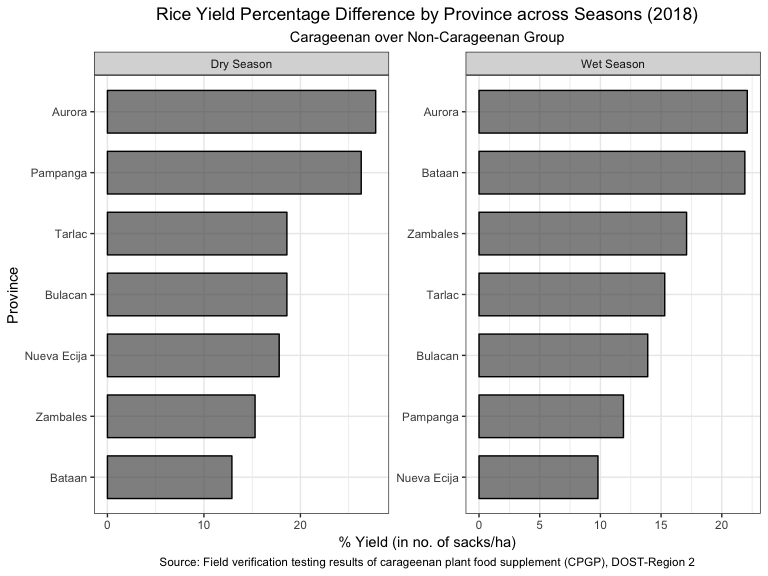 Rice Yield Percentage Difference by Province across Seasons (2018)
Carageenan over Non-Carageenan Group
Dry Season
Wet Season
Province
Aurora
Pampanga
Tarlac
Bulacan
Nueva Ecija
Zambales
Bataan
0 10 20
Aurora
Bataan
Zambales
Tarlac
Bulacan
Pampanga
Nueva Ecija
0 5 10 15 20
% Yield (in no. of sacks/ha)
Source: Field verification testing results of carageenan plant food supplement (CPGP), DOST-Region 2